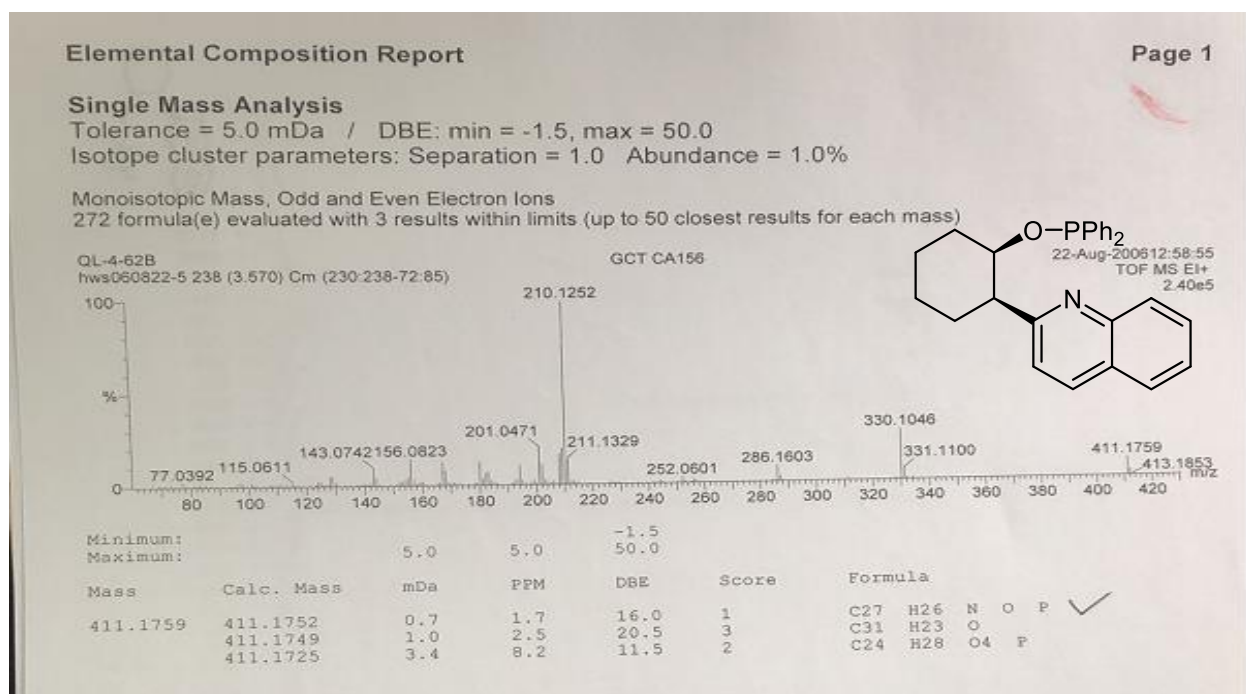 Elemental Composition Report Page 1
Single Mass Analysis
Tolerance = 5.0 mDa / DBE: min = -1.5, max = 50.0
Isotope cluster parameters: Separation = 1.0 Abundance = 1.0%
Monoisotopic Mass, Odd and Even Electron Ions
272 formula(e) evaluated with 3 results within limits (up to 50 closest results for each mass)
O-PPh2
N
QL-4-62B GCT CA156 22-Aug-200612:58:55
hws060822-5 238 (3.570) Cm (230:238-72:85) TOF MS EI+
2.40e5
100
%
0
210.1252
330.1046
201.0471
211.1329
143.0742 156.0823
286.1603
331.1100
411.1759
77.0392 115.0611
252.0601
413.1853
m/z
80 100 120 140 160 180 200 220 240 260 280 300 320 340 360 380 400 420
Minimum: -1.5
Maximum: 5.0 5.0 50.0
Mass Calc. Mass mDa PPM DBE Score Formula
411.1759 411.1752 0.7 1.7 16.0 1 C27 H26 N O P
411.1749 1.0 2.5 20.5 3 C31 H23 O
411.1725 3.4 8.2 11.5 2 C24 H28 O4 P